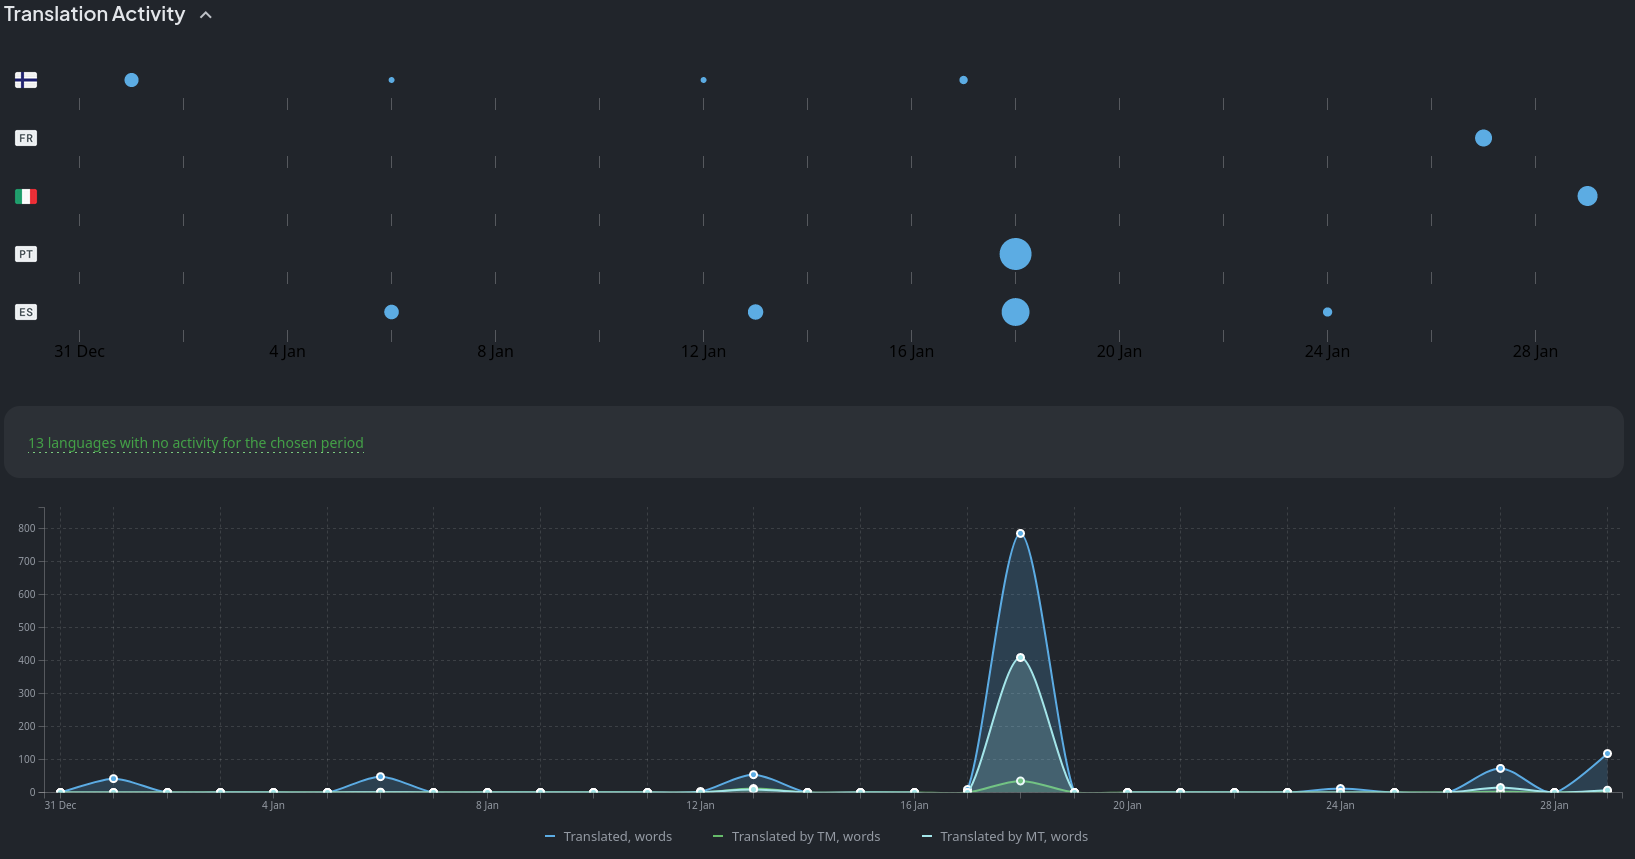 Translation Activity
FR
PT
ES
31 Dec 4 Jan 8 Jan 12 Jan 16 Jan 20 Jan 24 Jan 28 Jan
13 languages with no activity for the chosen period
800
700
600
500
400
300
200
100
0
31 Dec 4 Jan 8 Jan 12 Jan 16 Jan 20 Jan 24 Jan 28 Jan
Translated, words Translated by TM, words Translated by MT, words